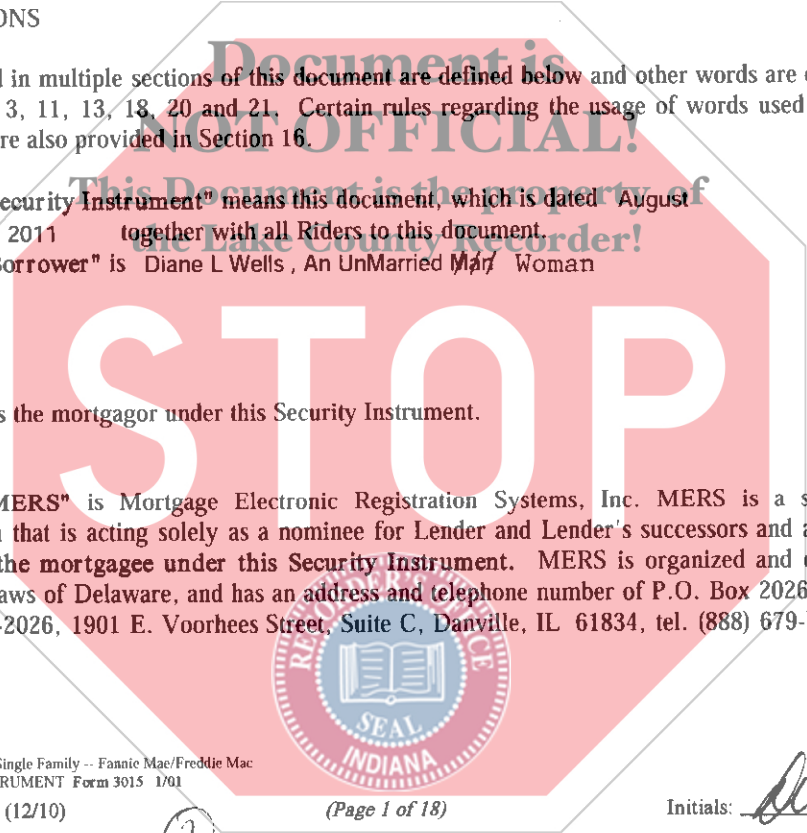 ONS
in multiple sections of this document are defined below and other words are
3, 11, 13, 18, 20 and 21. Certain rules regarding the usage of words used
re also provided in Section 16.
Document is
NOT OFFICIAL!
This Document is the property of
the Lake County Recorder!
ecurity Instrument" means this document, which is dated August
2011 together with all Riders to this document.
orrower" is Diane L Wells , An UnMarried Man Woman
STOP
s the mortgagor under this Security Instrument.
MERS" is Mortgage Electronic Registration Systems, Inc. MERS is a s
that is acting solely as a nominee for Lender and Lender's successors and a
the mortgagee under this Security Instrument. MERS is organized and
aws of Delaware, and has an address and telephone number of P.O. Box 2026
-2026, 1901 E. Voorhees Street, Suite C, Danville, IL 61834, tel. (888) 679-
RECORDER'S OFFICE
SEAL
INDIANA
Single Family -- Fannie Mae/Freddie Mac
RUMENT Form 3015 1/01
(12/10)
(Page 1 of 18)
Initials: